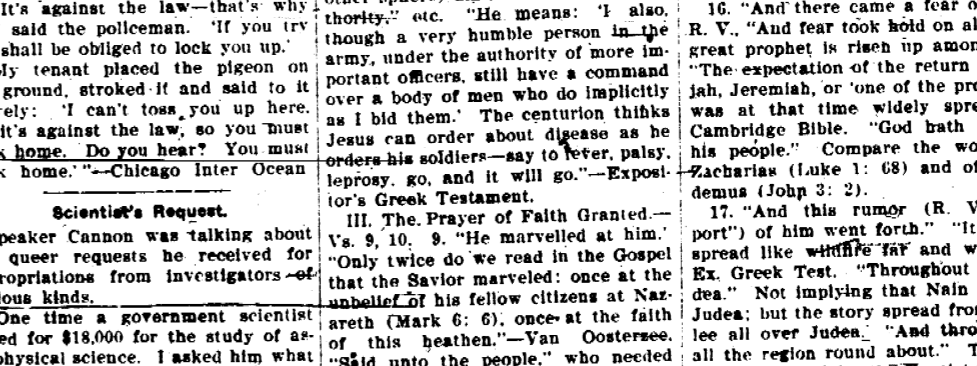 It's against the law—that's why
said the policeman. 'If you try
shall be obliged to lock you up.'
ly tenant placed the pigeon on
ground, stroked it and said to it
rely: 'I can't toss you up here.
It's against the law, so you must
home. Do you hear? You must
home.' "—Chicago Inter Ocean
Scientist's Request.
peaker Cannon was talking about
queer requests he received for
ropriations from investigators of
ious kinds.
One time a government scientist
ed for $18,000 for the study of as-
physical science. I asked him what
thority." etc. "He means: 'I also,
though a very humble person in the
army, under the authority of more im-
portant officers, still have a command
over a body of men who do implicitly
as I bid them.' The centurion thinks
Jesus can order about disease as he
orders his soldiers—say to fever, palsy,
leprosy, go, and it will go."—Exposi-
tor's Greek Testament.
III. The Prayer of Faith Granted.—
Vs. 9, 10. 9. "He marvelled at him.'
"Only twice do we read in the Gospel
that the Savior marveled: once at the
unbelief of his fellow citizens at Naz-
areth (Mark 6: 6), once at the faith
of this heathen."—Van Oosterzee.
"Said unto the people," who needed
16. "And there came a fear o
R. V., "And fear took hold on al
great prophet is risen up amon
"The expectation of the return
jah, Jeremiah, or 'one of the pro
was at that time widely spre
Cambridge Bible. "God hath
his people." Compare the wo
Zacharias (Luke 1: 68) and of
demus (John 3: 2).
17. "And this rumor (R. V
port") of him went forth." "It
spread like wildfire far and w
Ex. Greek Test. "Throughout
dea." Not implying that Nain
Judea; but the story spread fro
lee all over Judea. "And thro-
all the region round about." T